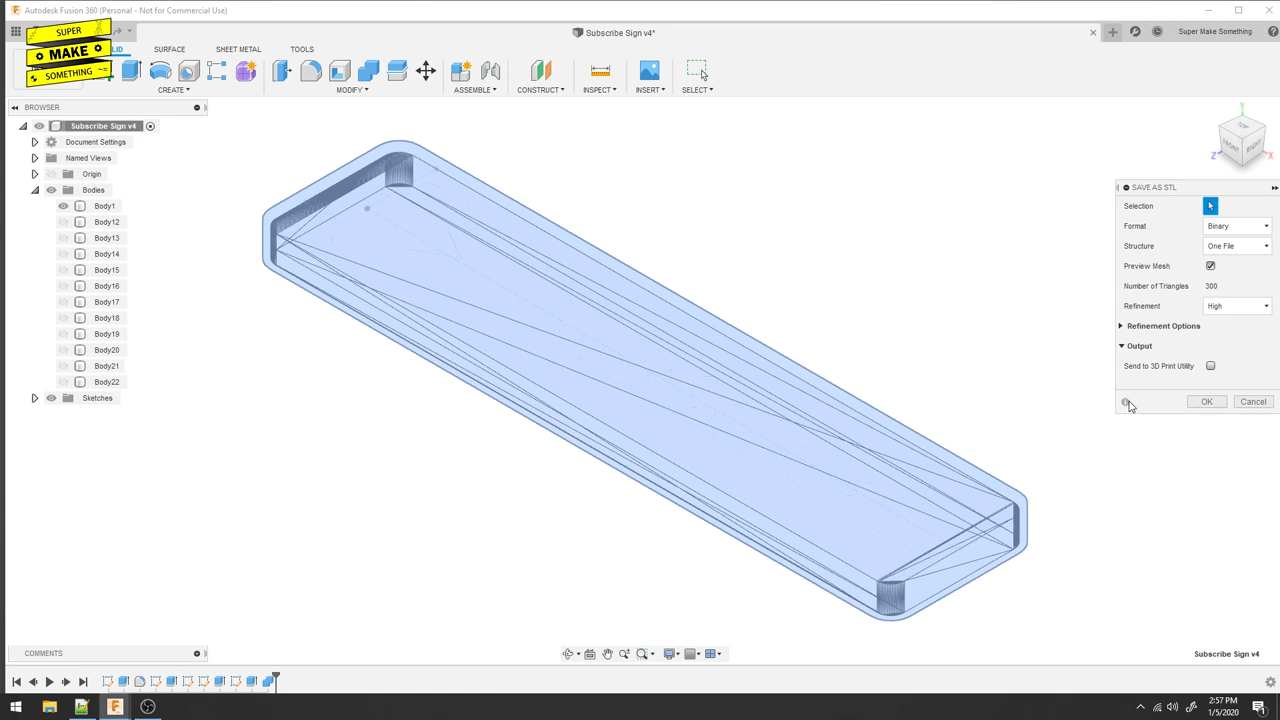 Autodesk Fusion 360 (Personal - Not for Commercial Use)
SUPER
MAKE
SOMETHING
Subscribe Sign v4*
Super Make Something
LID
SURFACE
SHEET METAL
TOOLS
CREATE
MODIFY
ASSEMBLE
CONSTRUCT
INSPECT
INSERT
SELECT
BROWSER
Subscribe Sign v4
Document Settings
Named Views
Origin
Bodies
Body1
Body12
Body13
Body14
Body15
Body16
Body17
Body18
Body19
Body20
Body21
Body22
Sketches
Y
FRONT
RIGHT
Z
X
SAVE AS STL
Selection
Format Binary
Structure One File
Preview Mesh
Number of Triangles 300
Refinement High
Refinement Options
Output
Send to 3D Print Utility
OK Cancel
COMMENTS
Subscribe Sign v4
2:57 PM
1/5/2020